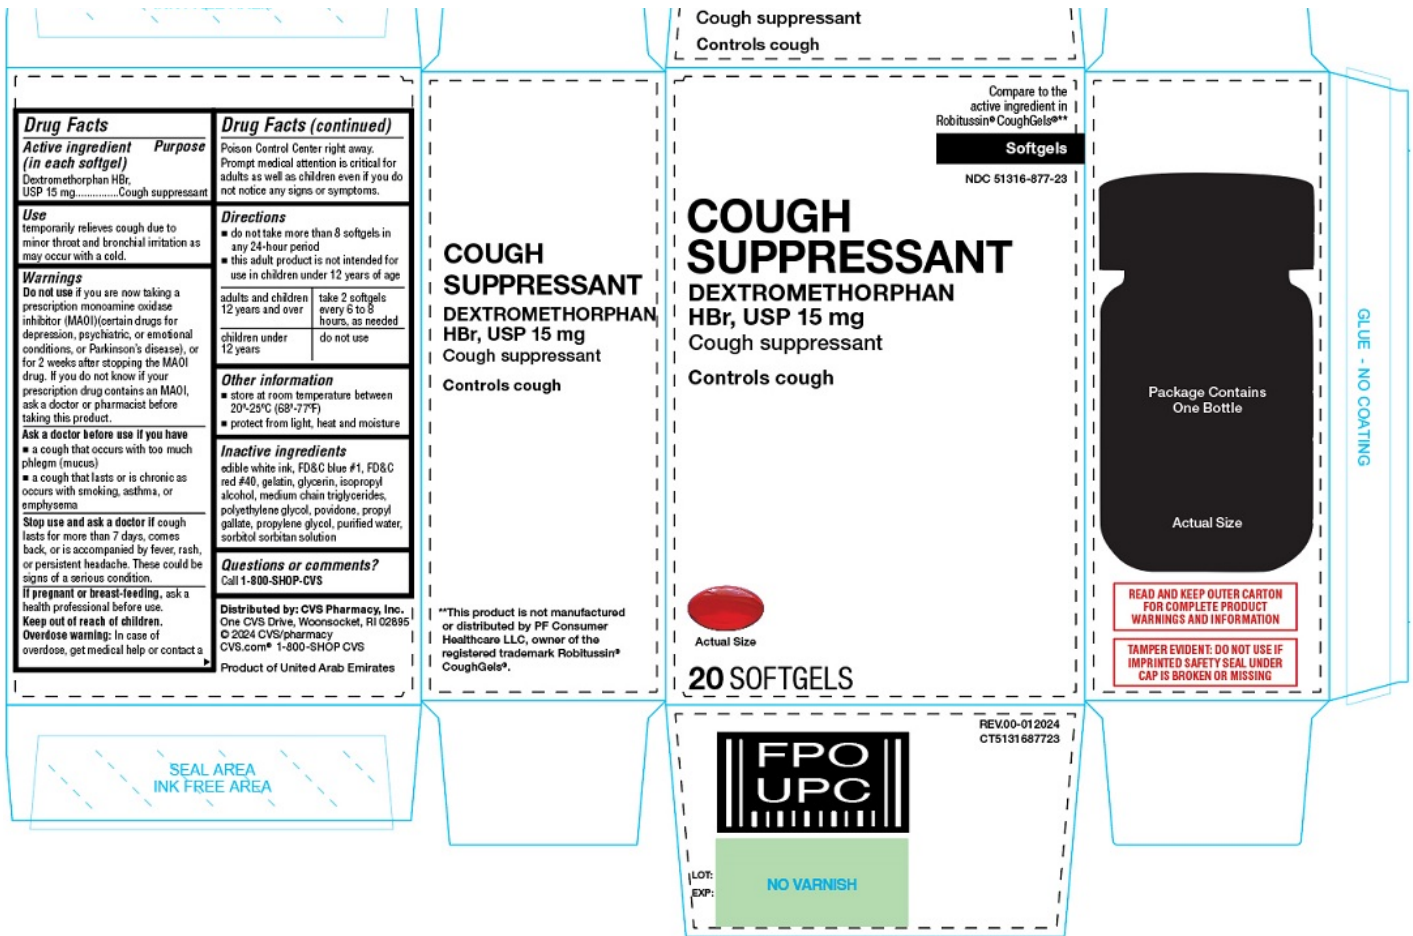 Cough suppressant
Controls cough
Drug Facts
Active ingredient Purpose
(in each softgel)
Dextromethorphan HBr,
USP 15 mg...............Cough suppressant
Use
temporarily relieves cough due to
minor throat and bronchial irritation as
may occur with a cold.
Warnings
Do not use if you are now taking a
prescription monoamine oxidase
inhibitor (MAOI)(certain drugs for
depression, psychiatric, or emotional
conditions, or Parkinson's disease), or
for 2 weeks after stopping the MAOI
drug. If you do not know if your
prescription drug contains an MAOI,
ask a doctor or pharmacist before
taking this product.
Ask a doctor before use if you have
■ a cough that occurs with too much
phlegm (mucus)
■ a cough that lasts or is chronic as
occurs with smoking, asthma, or
emphysema
Stop use and ask a doctor if cough
lasts for more than 7 days, comes
back, or is accompanied by fever, rash,
or persistent headache. These could be
signs of a serious condition.
If pregnant or breast-feeding, ask a
health professional before use.
Keep out of reach of children.
Overdose warning: In case of
overdose, get medical help or contact a
Drug Facts (continued)
Poison Control Center right away.
Prompt medical attention is critical for
adults as well as children even if you do
not notice any signs or symptoms.
Directions
■ do not take more than 8 softgels in
any 24-hour period
■ this adult product is not intended for
use in children under 12 years of age
adults and children take 2 softgels
12 years and over every 6 to 8
hours, as needed
children under do not use
12 years
Other information
■ store at room temperature between
20º-25ºC (68º-77ºF)
■ protect from light, heat and moisture
Inactive ingredients
edible white ink, FD&C blue #1, FD&C
red #40, gelatin, glycerin, isopropyl
alcohol, medium chain triglycerides,
polyethylene glycol, povidone, propyl
gallate, propylene glycol, purified water,
sorbitol sorbitan solution
Questions or comments?
Call 1-800-SHOP-CVS
Distributed by: CVS Pharmacy, Inc.
One CVS Drive, Woonsocket, RI 02895
© 2024 CVS/pharmacy
CVS.com® 1-800-SHOP CVS
Product of United Arab Emirates
COUGH
SUPPRESSANT
DEXTROMETHORPHAN
HBr, USP 15 mg
Cough suppressant
Controls cough
**This product is not manufactured
or distributed by PF Consumer
Healthcare LLC, owner of the
registered trademark Robitussin®
CoughGels®.
Compare to the
active ingredient in
Robitussin® CoughGels®**
Softgels
NDC 51316-877-23
COUGH
SUPPRESSANT
DEXTROMETHORPHAN
HBr, USP 15 mg
Cough suppressant
Controls cough
Actual Size
20 SOFTGELS
Package Contains
One Bottle
Actual Size
READ AND KEEP OUTER CARTON
FOR COMPLETE PRODUCT
WARNINGS AND INFORMATION
TAMPER EVIDENT: DO NOT USE IF
IMPRINTED SAFETY SEAL UNDER
CAP IS BROKEN OR MISSING
GLUE - NO COATING
SEAL AREA
INK FREE AREA
REV.00-012024
CT5131687723
FPO
UPC
LOT:
EXP:
NO VARNISH